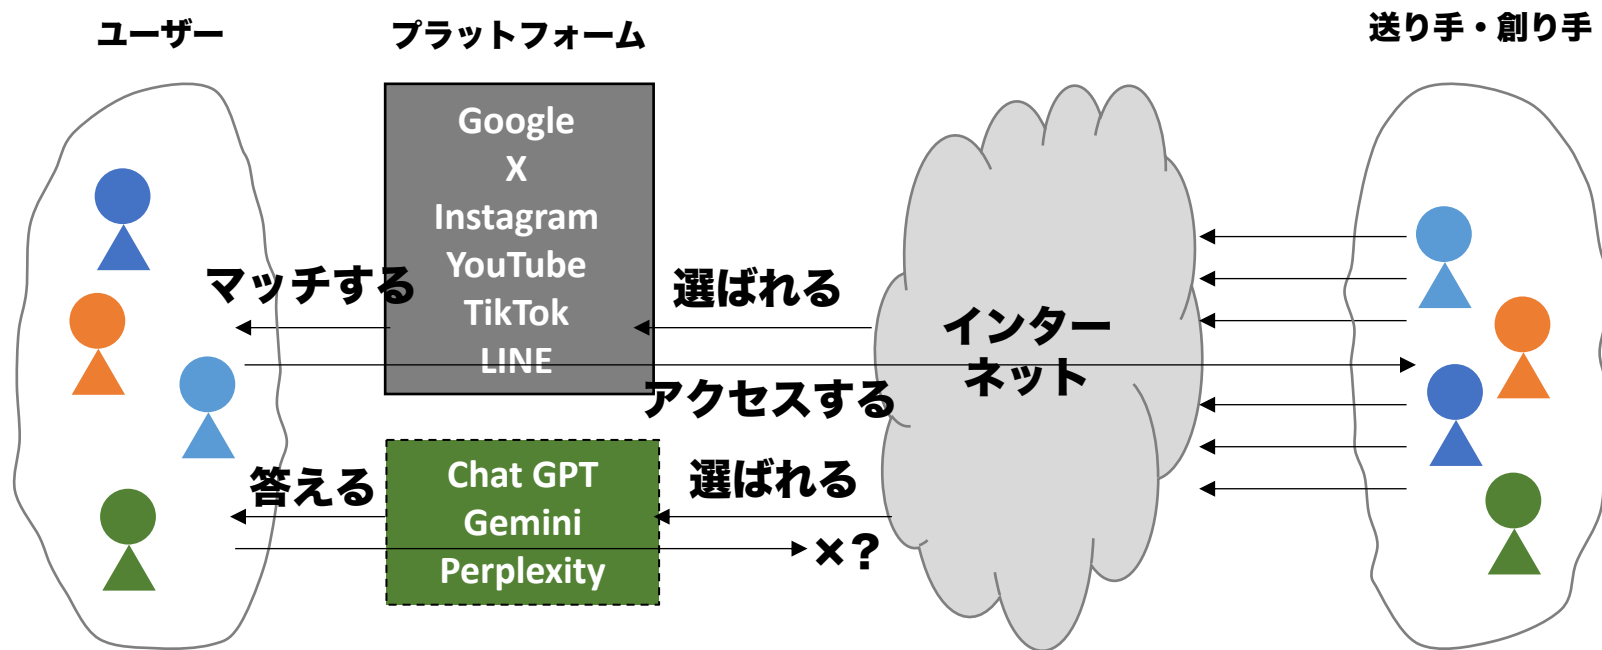 ユーザー
プラットフォーム
送り手・創り手
Google
X
Instagram
YouTube
TikTok
LINE
マッチする
選ばれる
インター
ネット
アクセスする
Chat GPT
Gemini
Perplexity
答える
選ばれる
×？